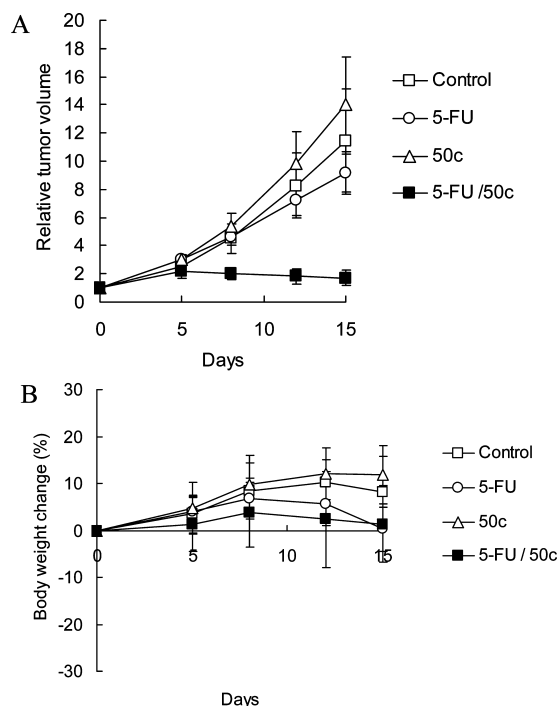 A
Relative tumor volume
20
18
16
14
12
10
8
6
4
2
0
0 5 10 15
Days
Control
5-FU
50c
5-FU /50c
B
Body weight change (%)
30
20
10
0
-10
-20
-30
0 5 10 15
Days
Control
5-FU
50c
5-FU / 50c